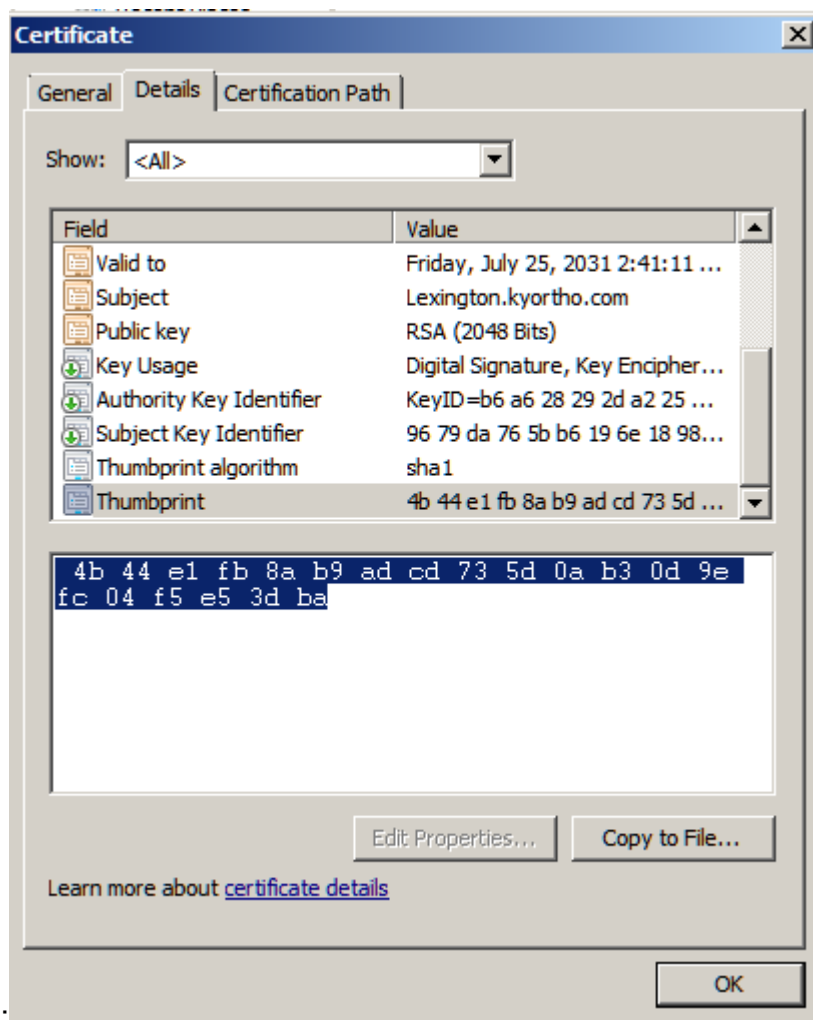 Certificate
General Details Certification Path
Show: <All>
Field Value
Valid to Friday, July 25, 2031 2:41:11 ...
Subject Lexington.kyortho.com
Public key RSA (2048 Bits)
Key Usage Digital Signature, Key Encipher...
Authority Key Identifier KeyID=b6 a6 28 29 2d a2 25 ...
Subject Key Identifier 96 79 da 76 5b b6 19 6e 18 98...
Thumbprint algorithm sha1
Thumbprint 4b 44 e1 fb 8a b9 ad cd 73 5d ...
4b 44 e1 fb 8a b9 ad cd 73 5d 0a b3 0d 9e
fc 04 f5 e5 3d ba
Edit Properties... Copy to File...
Learn more about certificate details
OK
.